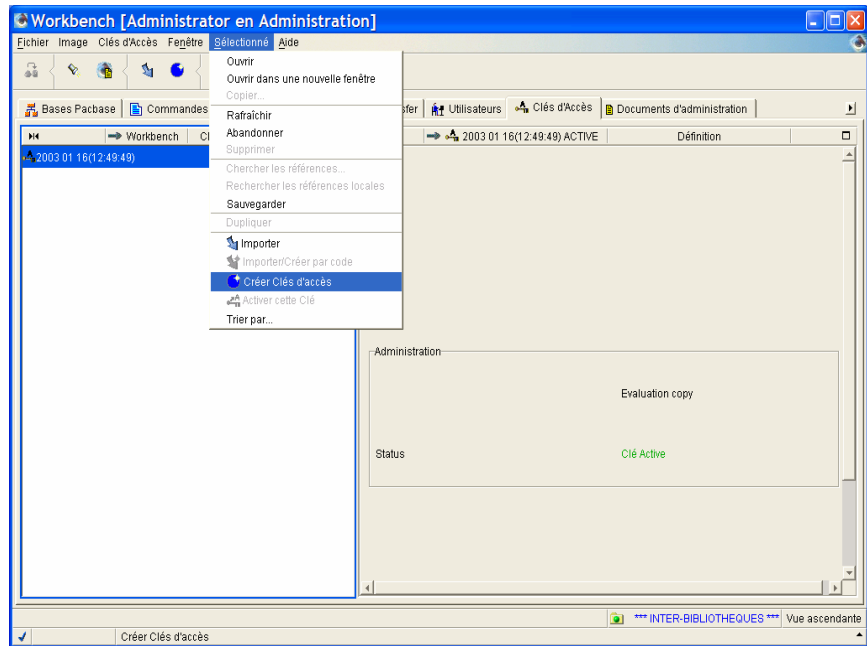 Workbench [Administrator en Administration]
Fichier Image Clés d'Accès Fenêtre Sélectionné Aide
Ouvrir
Ouvrir dans une nouvelle fenêtre
Copier...
Rafraîchir
Abandonner
Supprimer
Chercher les références...
Rechercher les références locales
Sauvegarder
Dupliquer
Importer
Importer/Créer par code
Créer Clés d'accès
Activer cette Clé
Trier par...
Bases Pacbase Commandes sfer Utilisateurs Clés d'Accès Documents d'administration
Workbench Cl 2003 01 16(12:49:49) ACTIVE Définition
2003 01 16(12:49:49)
Administration
Evaluation copy
Status Clé Active
*** INTER-BIBLIOTHEQUES *** Vue ascendante
Créer Clés d'accès